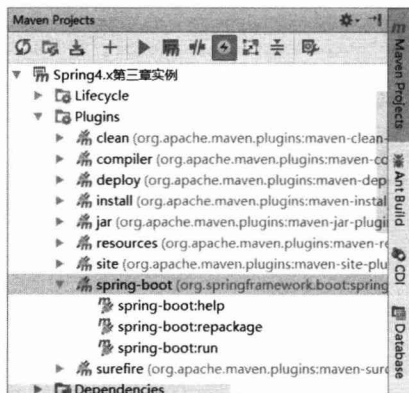 Maven Projects
Spring4.x第三章实例
Lifecycle
Plugins
clean (org.apache.maven.plugins:maven-clean-
compiler (org.apache.maven.plugins:maven-co
deploy (org.apache.maven.plugins:maven-dep
install (org.apache.maven.plugins:maven-instal
jar (org.apache.maven.plugins:maven-jar-plugi
resources (org.apache.maven.plugins:maven-re
site (org.apache.maven.plugins:maven-site-plu
spring-boot (org.springframework.boot:spring
spring-boot:help
spring-boot:repackage
spring-boot:run
surefire (org.apache.maven.plugins:maven-sure
Dependencies
Maven Projects
Ant Build
CDI
Database